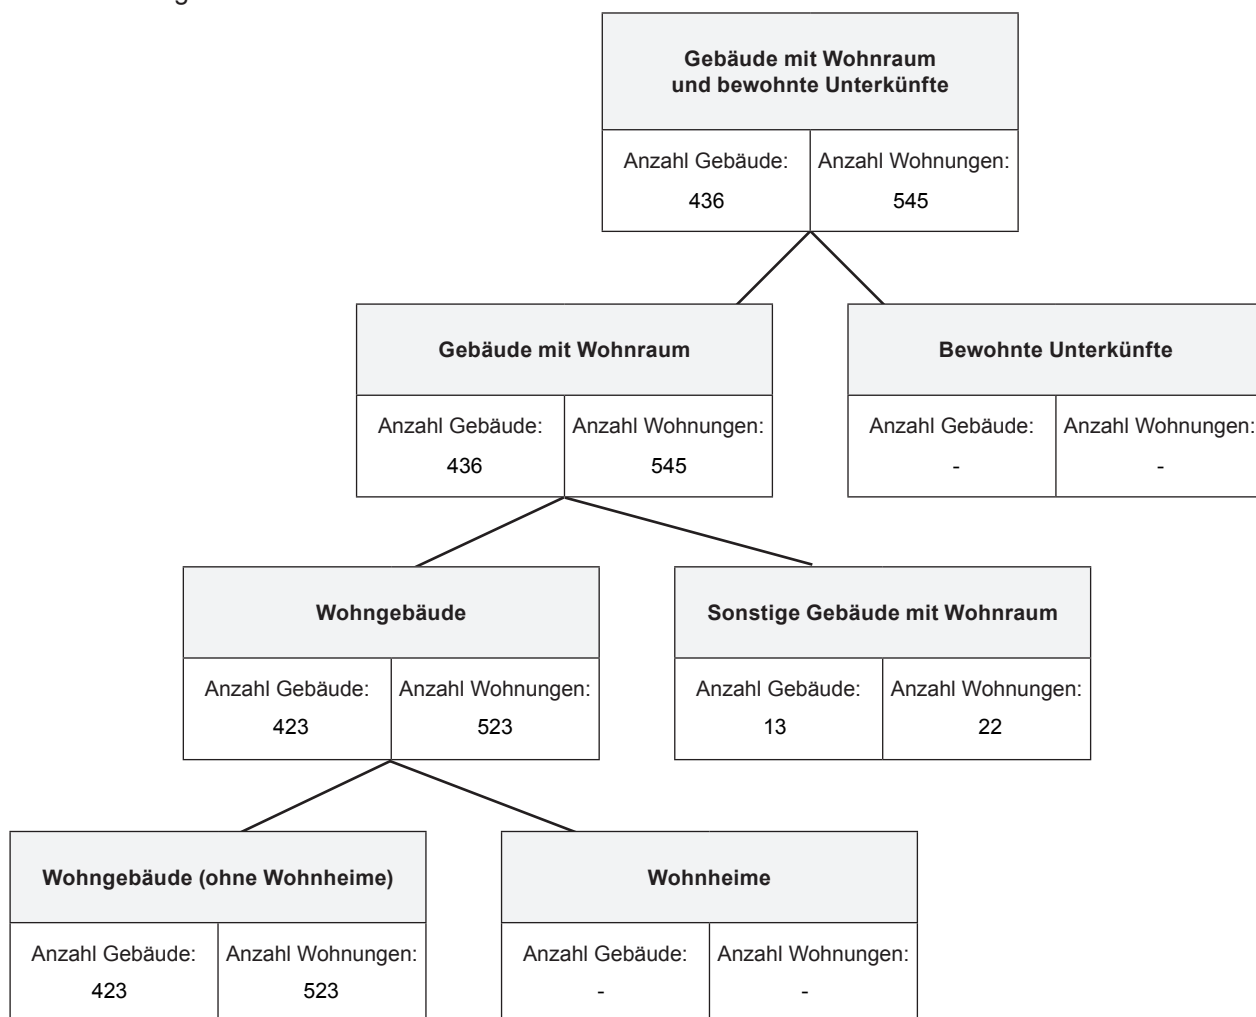 Gebäude mit Wohnraum
und bewohnte Unterkünfte
Anzahl Gebäude: Anzahl Wohnungen:
436 545
Gebäude mit Wohnraum
Anzahl Gebäude: Anzahl Wohnungen:
436 545
Bewohnte Unterkünfte
Anzahl Gebäude: Anzahl Wohnungen:
- -
Wohngebäude
Anzahl Gebäude: Anzahl Wohnungen:
423 523
Sonstige Gebäude mit Wohnraum
Anzahl Gebäude: Anzahl Wohnungen:
13 22
Wohngebäude (ohne Wohnheime)
Anzahl Gebäude: Anzahl Wohnungen:
423 523
Wohnheime
Anzahl Gebäude: Anzahl Wohnungen:
- -